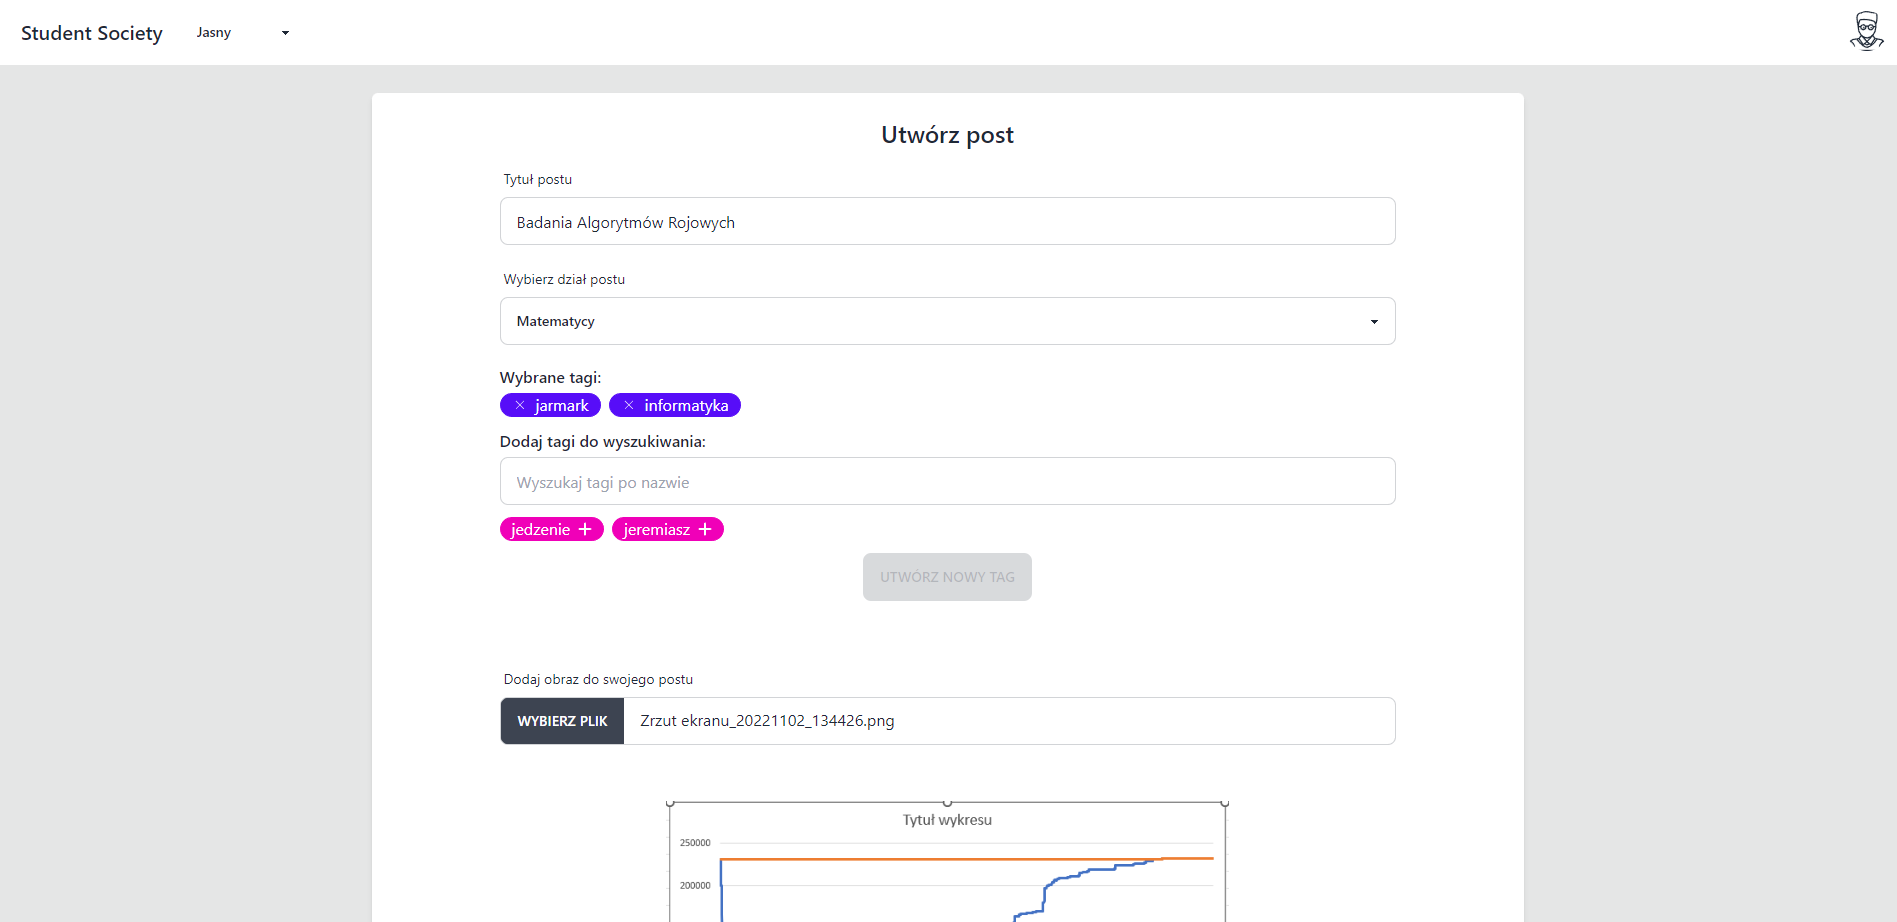 Student Society
Jasny
Utwórz post
Tytuł postu
Badania Algorytmów Rojowych
Wybierz dział postu
Matematycy
Wybrane tagi:
jarmark informatyka
Dodaj tagi do wyszukiwania:
Wyszukaj tagi po nazwie
jedzenie + jeremiasz +
UTWÓRZ NOWY TAG
Dodaj obraz do swojego postu
WYBIERZ PLIK Zrzut ekranu_20221102_134426.png
Tytuł wykresu
250000
200000